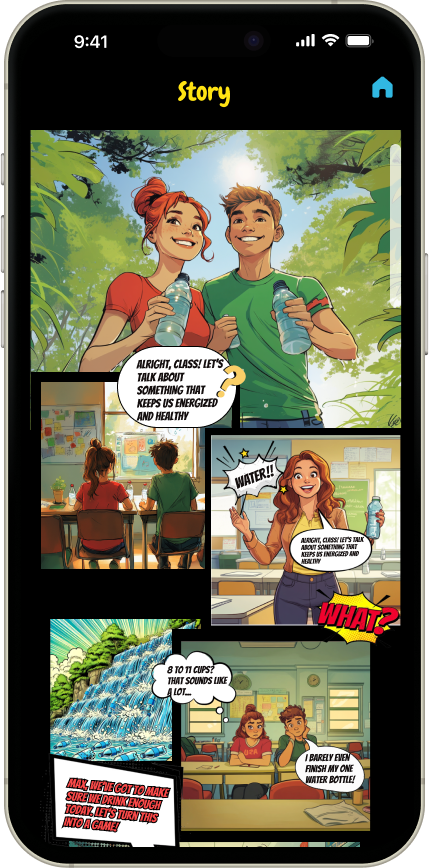 9:41
Story
ALRIGHT, CLASS! LET'S
TALK ABOUT
SOMETHING THAT
KEEPS US ENERGIZED
AND HEALTHY
?
WATER!!
ALRIGHT, CLASS! LET'S TALK
ABOUT SOMETHING THAT
KEEPS US ENERGIZED AND
HEALTHY
WHAT?
8 TO 11 CUPS?
THAT SOUNDS LIKE
A LOT...
I BARELY EVEN
FINISH MY ONE
WATER BOTTLE!
MAX, WE'VE GOT TO MAKE
SURE WE DRINK ENOUGH
TODAY. LET'S TURN THIS
INTO A GAME!